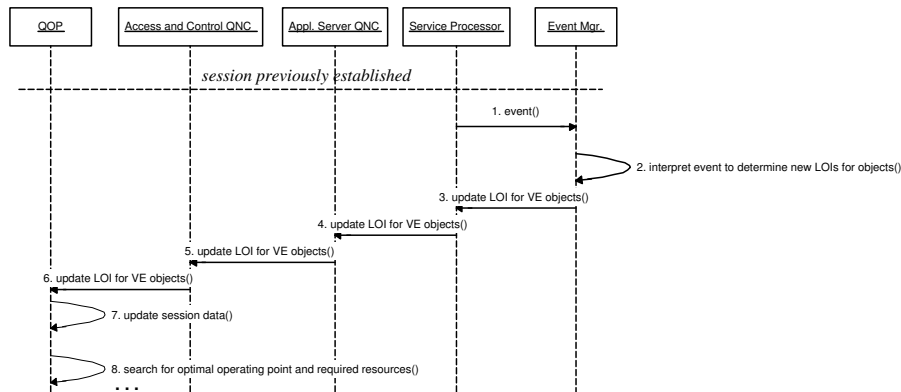 QOP
Access and Control QNC
Appl. Server QNC
Service Processor
Event Mgr.
session previously established
1. event()
2. interpret event to determine new LOIs for objects()
3. update LOI for VE objects()
4. update LOI for VE objects()
5. update LOI for VE objects()
6. update LOI for VE objects()
7. update session data()
8. search for optimal operating point and required resources()
...